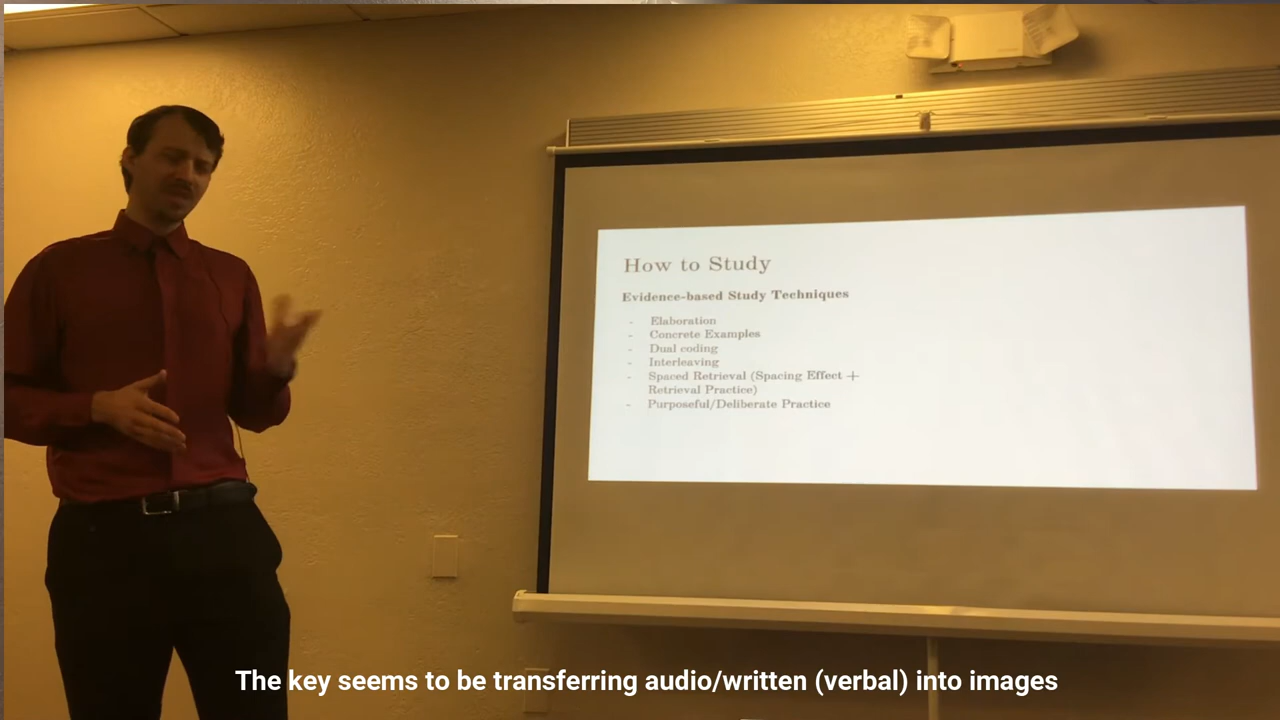 How to Study
Evidence-based Study Techniques
- Elaboration
- Concrete Examples
- Dual coding
- Interleaving
- Spaced Retrieval (Spacing Effect +
Retrieval Practice)
- Purposeful/Deliberate Practice
The key seems to be transferring audio/written (verbal) into images